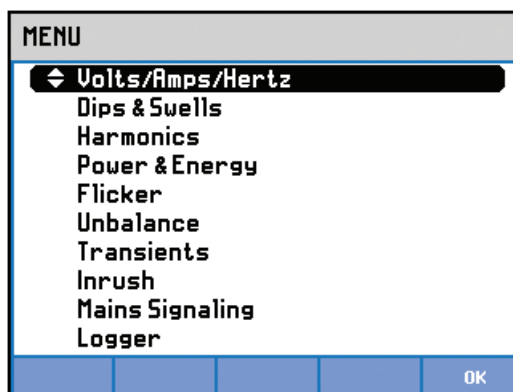 MENU
Volts/Amps/Hertz
Dips & Swells
Harmonics
Power & Energy
Flicker
Unbalance
Transients
Inrush
Mains Signaling
Logger
OK